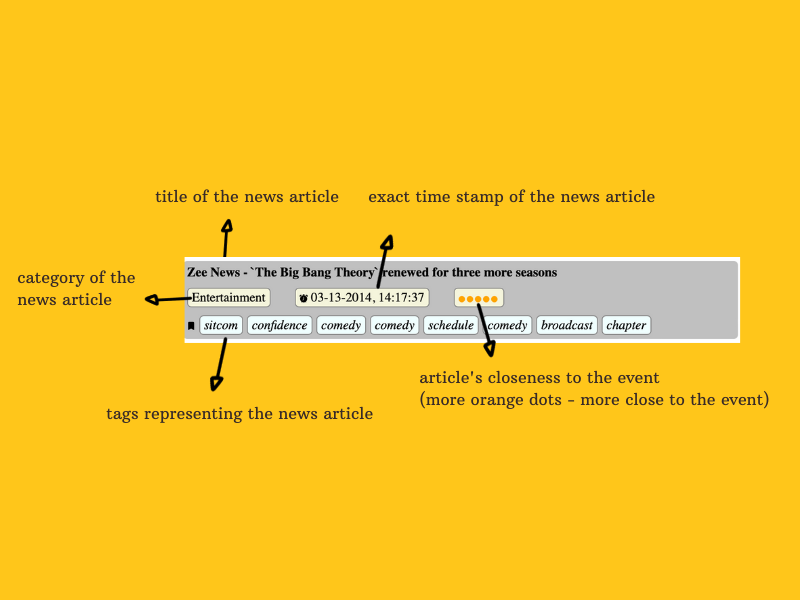 title of the news article
exact time stamp of the news article
category of the
news article
Zee News - `The Big Bang Theory` renewed for three more seasons
Entertainment
03-13-2014, 14:17:37
sitcom
confidence
comedy
comedy
schedule
comedy
broadcast
chapter
article's closeness to the event
(more orange dots - more close to the event)
tags representing the news article